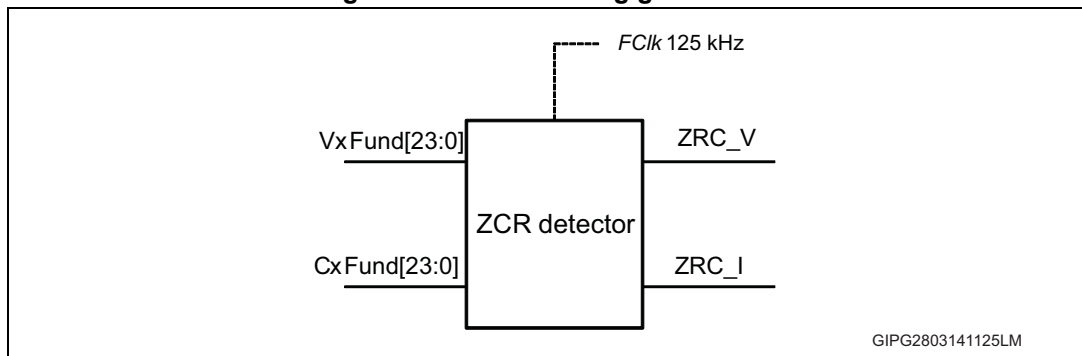 FClk 125 kHz
VxFund[23:0]
ZRC_V
ZCR detector
CxFund[23:0]
ZRC_I
GIPG2803141125LM